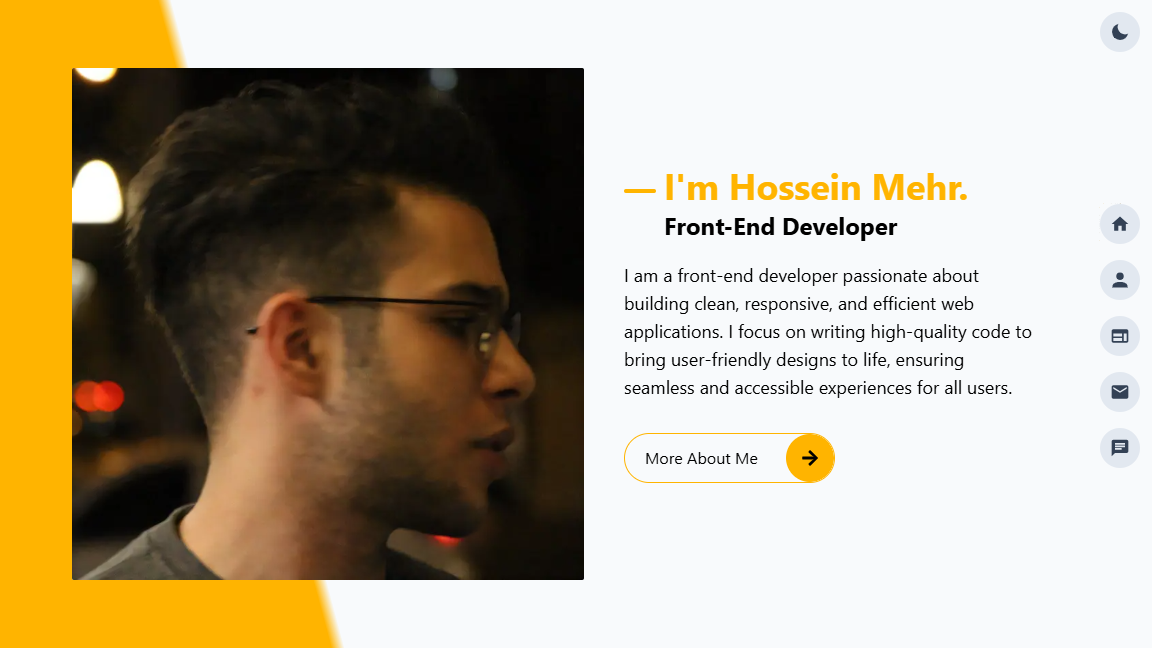 I'm Hossein Mehr.
Front-End Developer
I am a front-end developer passionate about
building clean, responsive, and efficient web
applications. I focus on writing high-quality code to
bring user-friendly designs to life, ensuring
seamless and accessible experiences for all users.
More About Me